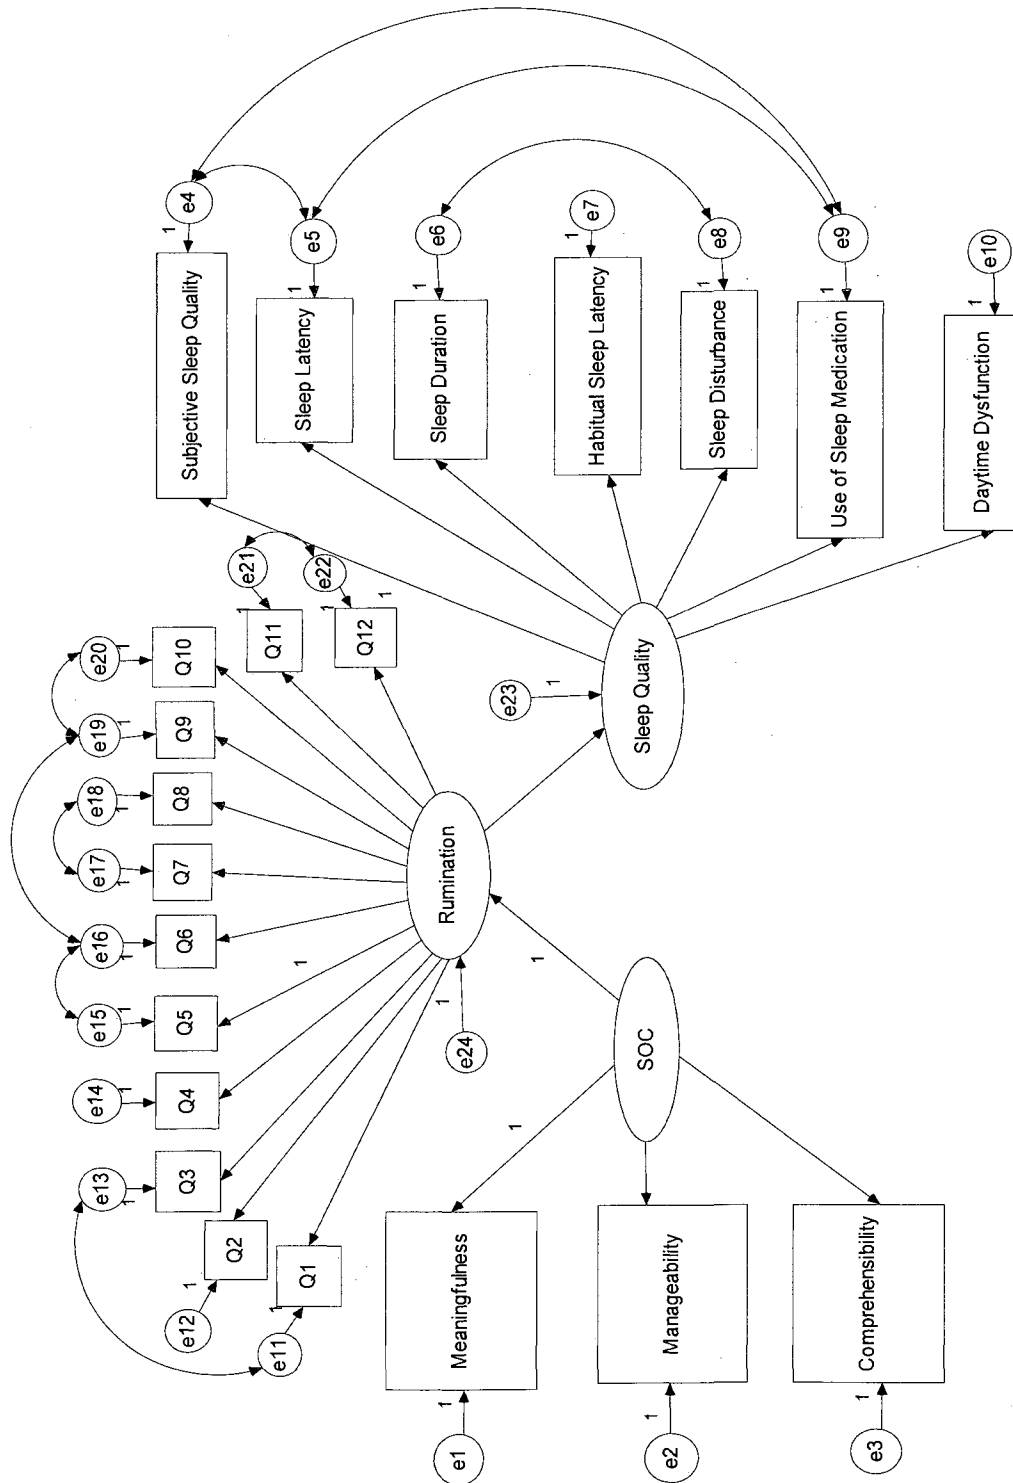 e13
1
Q3
e14
1
Q4
e15
1
Q5
e16
1
Q6
e17
1
Q7
e18
1
Q8
e19
1
Q9
e20
1
Q10
e12
1
Q2
e11
1
Q1
e21
1
Q11
e22
1
Q12
1
1
Rumination
1
e24
1
e1
1
Meaningfulness
1
SOC
e2
1
Manageability
e3
1
Comprehensibility
e23
1
Sleep Quality
Subjective Sleep Quality
1
e4
Sleep Latency
1
e5
Sleep Duration
1
e6
Habitual Sleep Latency
1
e7
Sleep Disturbance
1
e8
Use of Sleep Medication
1
e9
Daytime Dysfunction
1
e10